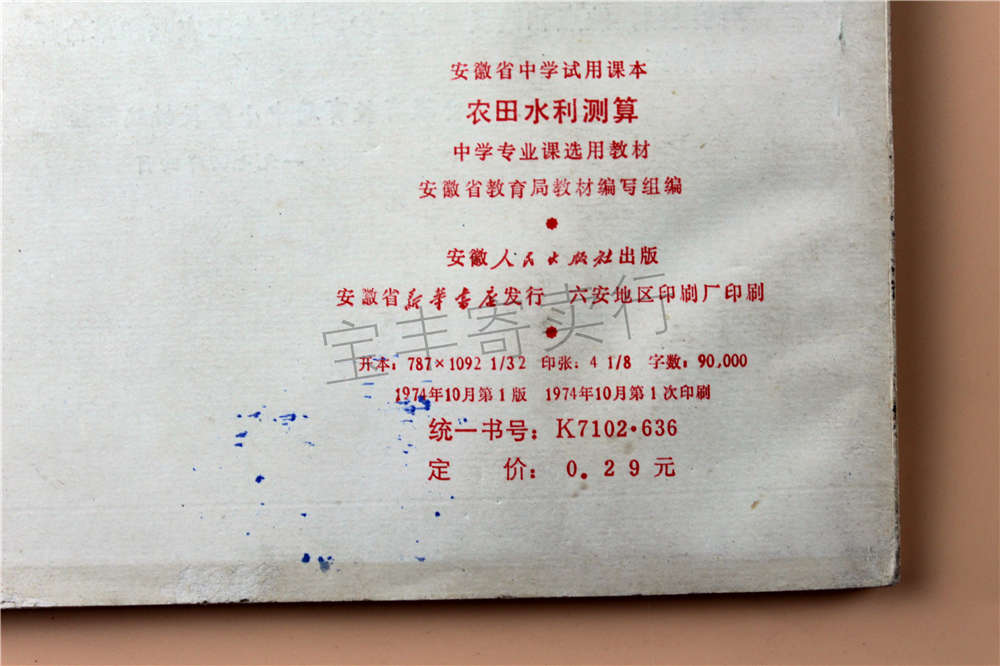 安徽省中学试用课本
农田水利测算
中学专业课选用教材
安徽省教育局教材编写组编
安徽人民出版社出版
安徽省新华书店发行 六安地区印刷厂印刷
宝丰寄卖行
开本：787×1092 1/32 印张：4 1/8 字数：90,000
1974年10月第1版 1974年10月第1次印刷
统一书号：K7102·636
定 价：0.29元